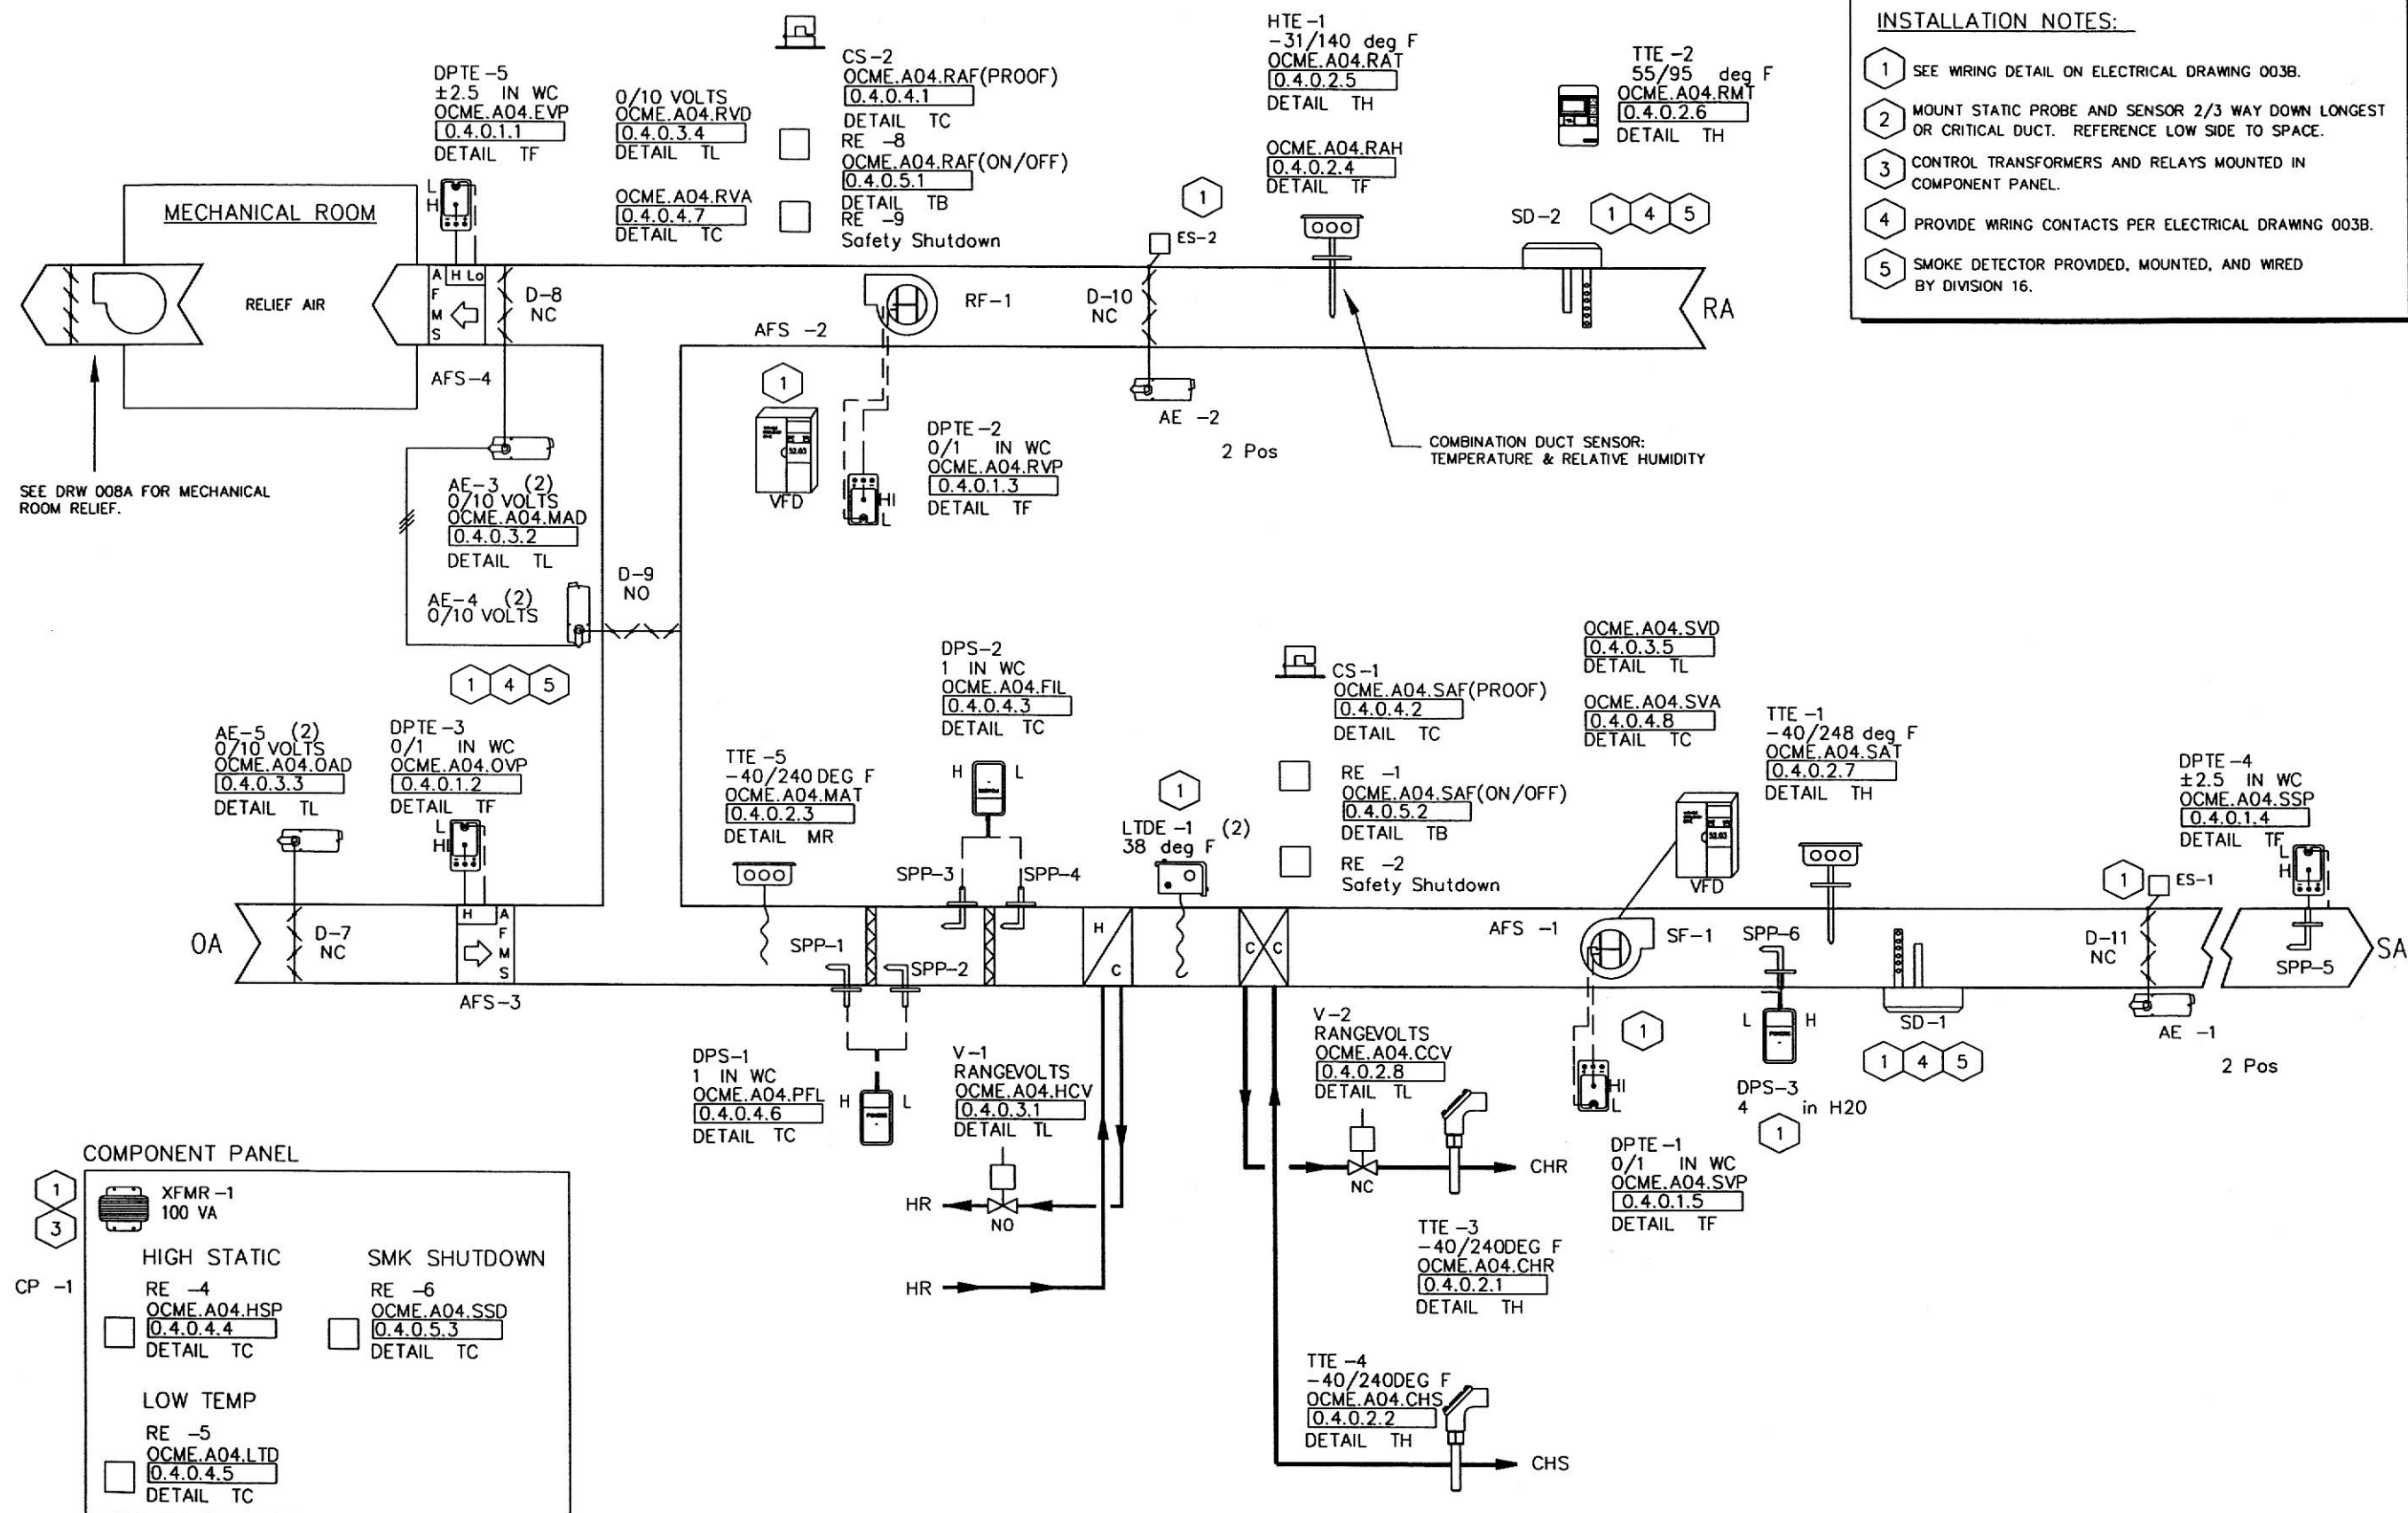 INSTALLATION NOTES:
1 SEE WIRING DETAIL ON ELECTRICAL DRAWING 003B.
2 MOUNT STATIC PROBE AND SENSOR 2/3 WAY DOWN LONGEST
OR CRITICAL DUCT. REFERENCE LOW SIDE TO SPACE.
3 CONTROL TRANSFORMERS AND RELAYS MOUNTED IN
COMPONENT PANEL.
4 PROVIDE WIRING CONTACTS PER ELECTRICAL DRAWING 003B.
5 SMOKE DETECTOR PROVIDED, MOUNTED, AND WIRED
BY DIVISION 16.
DPTE-5
±2.5 IN WC
OCME.A04.EVP
0.4.0.1.1
DETAIL TF
L
H
0/10 VOLTS
OCME.A04.RVD
0.4.0.3.4
DETAIL TL
OCME.A04.RVA
0.4.0.4.7
DETAIL TC
CS-2
OCME.A04.RAF(PROOF)
0.4.0.4.1
DETAIL TC
RE -8
OCME.A04.RAF(ON/OFF)
0.4.0.5.1
DETAIL TB
RE -9
Safety Shutdown
HTE-1
-31/140 deg F
OCME.A04.RAT
0.4.0.2.5
DETAIL TH
OCME.A04.RAH
0.4.0.2.4
DETAIL TF
TTE -2
55/95 deg F
OCME.A04.RMT
0.4.0.2.6
DETAIL TH
1
ES-2
SD-2
1 4 5
MECHANICAL ROOM
RELIEF AIR
A F M S
H Lo
D-8
NC
AFS-4
AFS -2
RF-1
D-10
NC
RA
1
VFD
AE -2
2 Pos
COMBINATION DUCT SENSOR:
TEMPERATURE & RELATIVE HUMIDITY
SEE DRW 008A FOR MECHANICAL
ROOM RELIEF.
DPTE-2
0/1 IN WC
OCME.A04.RVP
0.4.0.1.3
DETAIL TF
HI
L
AE-3 (2)
0/10 VOLTS
OCME.A04.MAD
0.4.0.3.2
DETAIL TL
AE-4 (2)
0/10 VOLTS
D-9
NO
1 4 5
AE-5 (2)
0/10 VOLTS
OCME.A04.OAD
0.4.0.3.3
DETAIL TL
DPTE-3
0/1 IN WC
OCME.A04.OVP
0.4.0.1.2
DETAIL TF
L
HI
TTE -5
-40/240 DEG F
OCME.A04.MAT
0.4.0.2.3
DETAIL MR
DPS-2
1 IN WC
OCME.A04.FIL
0.4.0.4.3
DETAIL TC
H L
SPP-3
SPP-4
1
LTDE -1 (2)
38 deg F
CS-1
OCME.A04.SAF(PROOF)
0.4.0.4.2
DETAIL TC
RE -1
OCME.A04.SAF(ON/OFF)
0.4.0.5.2
DETAIL TB
RE -2
Safety Shutdown
OCME.A04.SVD
0.4.0.3.5
DETAIL TL
OCME.A04.SVA
0.4.0.4.8
DETAIL TC
VFD
TTE -1
-40/248 deg F
OCME.A04.SAT
0.4.0.2.7
DETAIL TH
DPTE-4
±2.5 IN WC
OCME.A04.SSP
0.4.0.1.4
DETAIL TF
L
H
1
ES-1
OA
D-7
NC
H
A F M S
AFS-3
SPP-1
SPP-2
H
C
C C
AFS -1
SF-1
SPP-6
D-11
NC
SPP-5
SA
AE -1
2 Pos
SD-1
1 4 5
L H
DPS-3
4 in H20
1
1
HI
L
DPTE-1
0/1 IN WC
OCME.A04.SVP
0.4.0.1.5
DETAIL TF
DPS-1
1 IN WC
OCME.A04.PFL
0.4.0.4.6
DETAIL TC
H L
V-1
RANGEVOLTS
OCME.A04.HCV
0.4.0.3.1
DETAIL TL
HR
NO
HR
V-2
RANGEVOLTS
OCME.A04.CCV
0.4.0.2.8
DETAIL TL
NC
CHR
TTE -3
-40/240DEG F
OCME.A04.CHR
0.4.0.2.1
DETAIL TH
TTE -4
-40/240DEG F
OCME.A04.CHS
0.4.0.2.2
DETAIL TH
CHS
COMPONENT PANEL
1
3
CP -1
XFMR-1
100 VA
HIGH STATIC
RE -4
OCME.A04.HSP
0.4.0.4.4
DETAIL TC
SMK SHUTDOWN
RE -6
OCME.A04.SSD
0.4.0.5.3
DETAIL TC
LOW TEMP
RE -5
OCME.A04.LTD
0.4.0.4.5
DETAIL TC